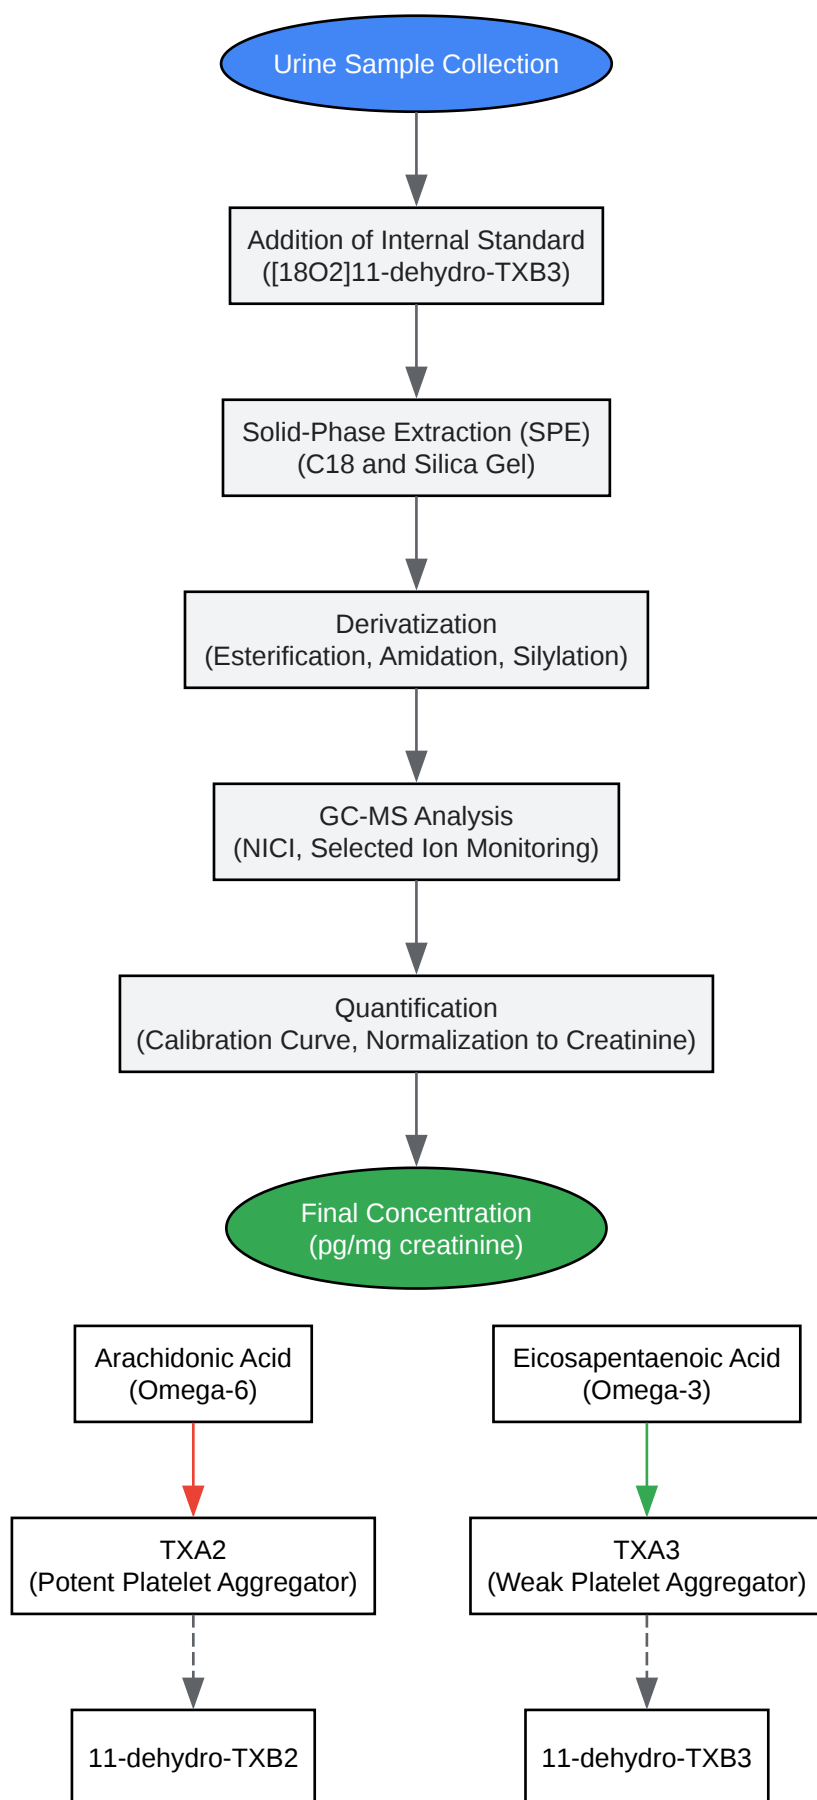 Urine Sample Collection
Addition of Internal Standard
([18O2]11-dehydro-TXB3)
Solid-Phase Extraction (SPE)
(C18 and Silica Gel)
Derivatization
(Esterification, Amidation, Silylation)
GC-MS Analysis
(NICI, Selected Ion Monitoring)
Quantification
(Calibration Curve, Normalization to Creatinine)
Final Concentration
(pg/mg creatinine)
Arachidonic Acid
(Omega-6)
Eicosapentaenoic Acid
(Omega-3)
TXA2
(Potent Platelet Aggregator)
TXA3
(Weak Platelet Aggregator)
11-dehydro-TXB2
11-dehydro-TXB3